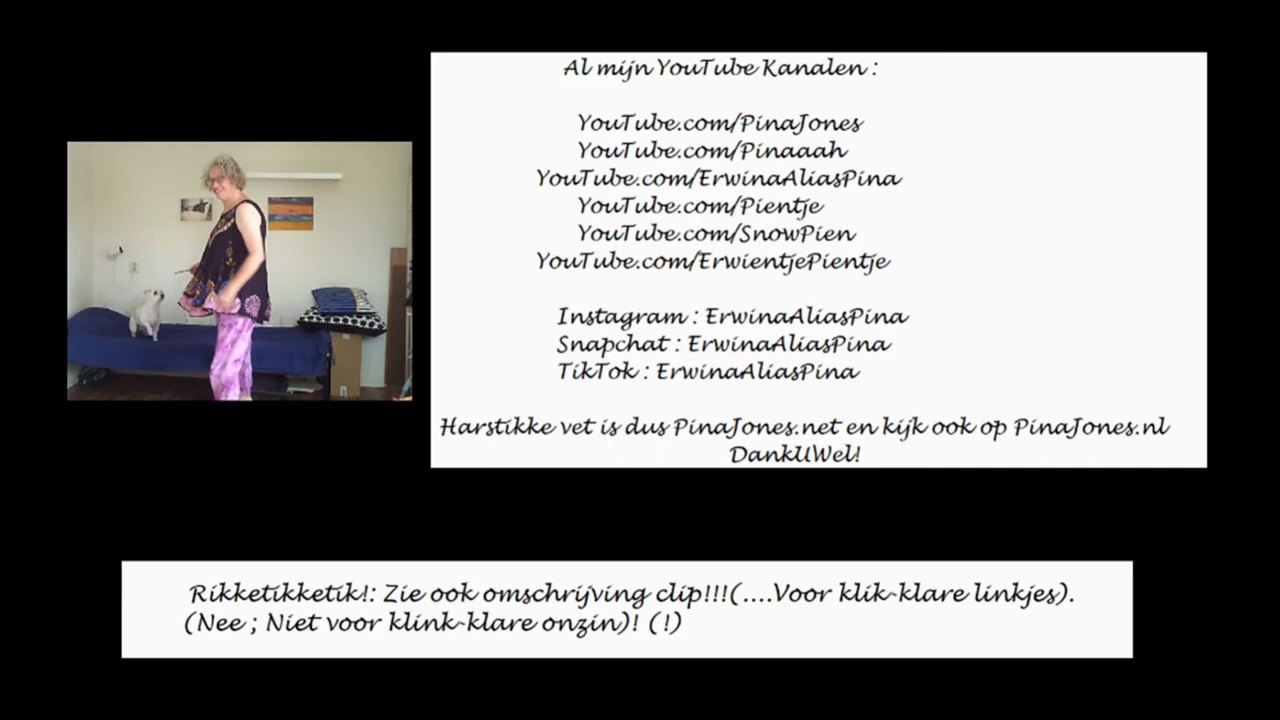 Al mijn YouTube Kanalen :
YouTube.com/PinaJones
YouTube.com/Pinaaah
YouTube.com/ErwinaAliasPina
YouTube.com/Pientje
YouTube.com/SnowPien
YouTube.com/ErwientjePientje
Instagram : ErwinaAliasPina
Snapchat : ErwinaAliasPina
TikTok : ErwinaAliasPina
Harstikke vet is dus PinaJones.net en kijk ook op PinaJones.nl
DankUWel!
Rikketikketik!: Zie ook omschrijving clip!!!(....Voor klik-klare linkjes).
(Nee ; Niet voor klink-klare onzin)! (!)